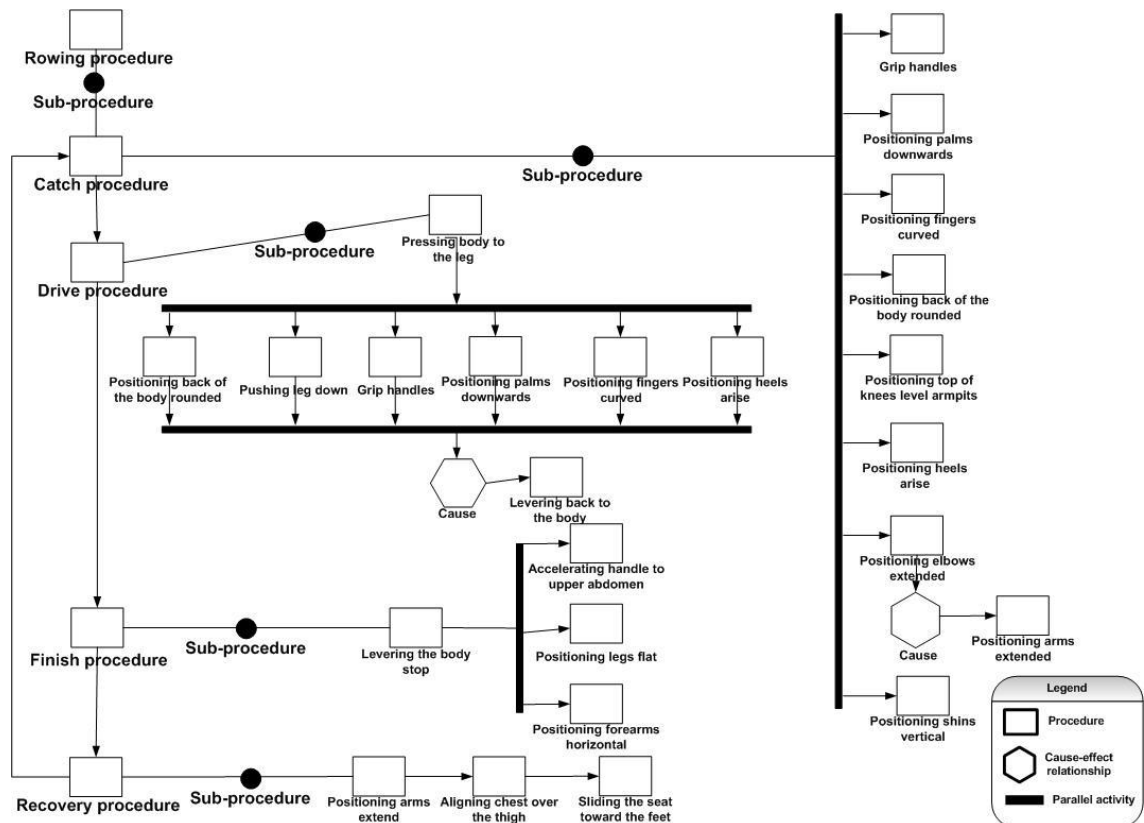 Rowing procedure
Sub-procedure
Catch procedure
Sub-procedure
Drive procedure
Sub-procedure
Pressing body to
the leg
Positioning back of
the body rounded
Pushing leg down
Grip handles
Positioning palms
downwards
Positioning fingers
curved
Positioning heels
arise
Cause
Levering back to
the body
Finish procedure
Sub-procedure
Levering the body
stop
Accelerating handle to
upper abdomen
Positioning legs flat
Positioning forearms
horizontal
Recovery procedure
Sub-procedure
Positioning arms
extend
Aligning chest over
the thigh
Sliding the seat
toward the feet
Grip handles
Positioning palms
downwards
Positioning fingers
curved
Positioning back of the
body rounded
Positioning top of
knees level armpits
Positioning heels
arise
Positioning elbows
extended
Cause
Positioning arms
extended
Positioning shins
vertical
Legend
Procedure
Cause-effect
relationship
Parallel activity